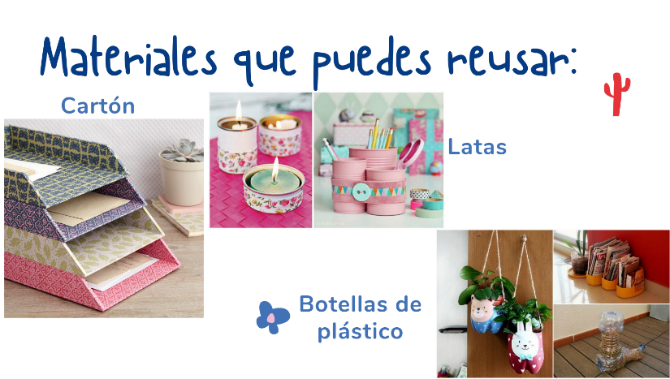 Materiales que puedes reusar:
Cartón
Latas
Botellas de
plástico